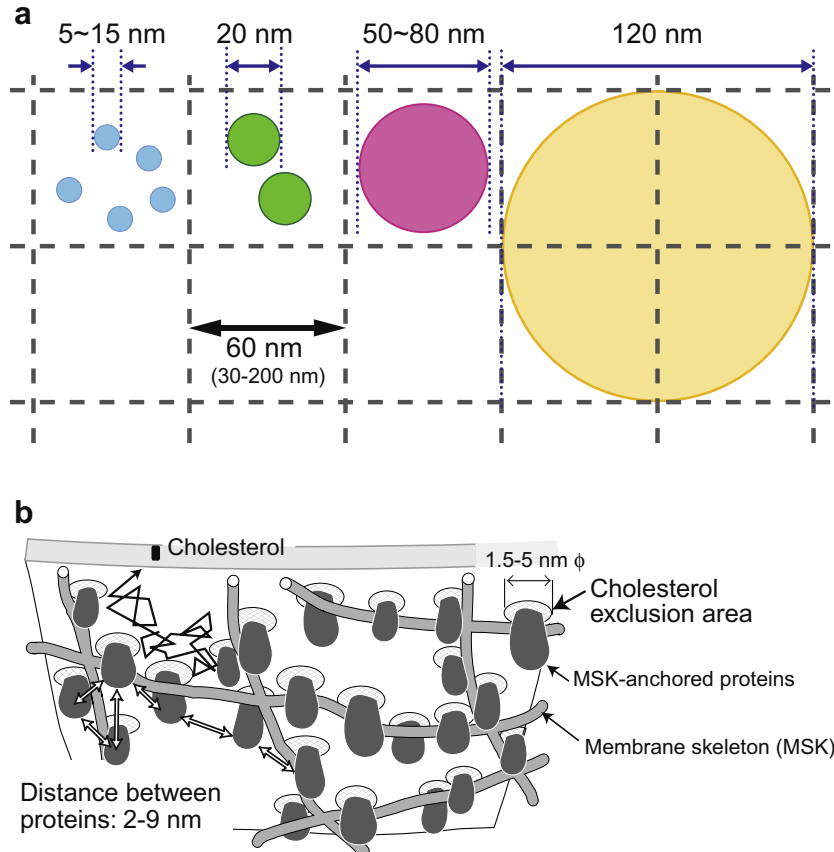 a
5~15 nm
20 nm
50~80 nm
120 nm
60 nm
(30-200 nm)
b
Cholesterol
1.5-5 nm ϕ
Cholesterol
exclusion area
MSK-anchored proteins
Membrane skeleton (MSK)
Distance between
proteins: 2-9 nm